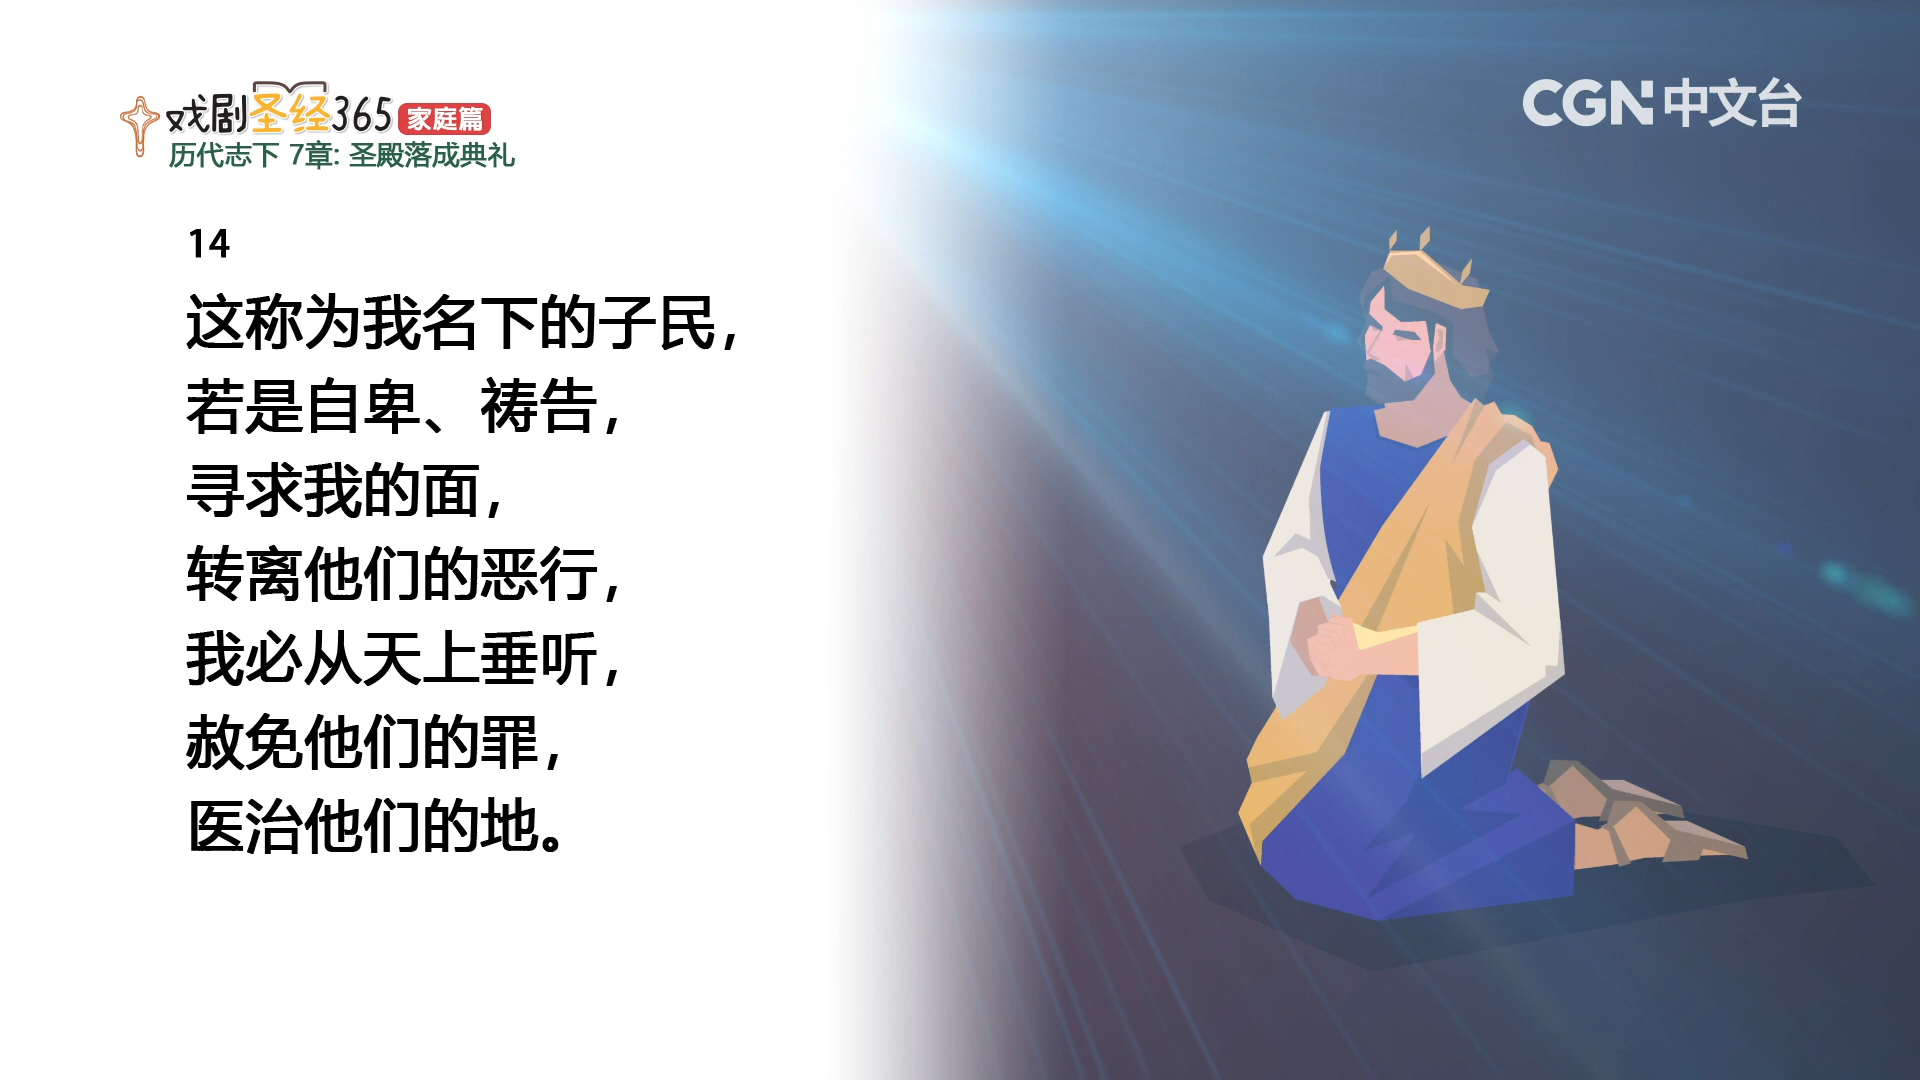 戏剧圣经365 家庭篇
历代志下 7章: 圣殿落成典礼
CGN中文台
14
这称为我名下的子民，
若是自卑、祷告，
寻求我的面，
转离他们的恶行，
我必从天上垂听，
赦免他们的罪，
医治他们的地。